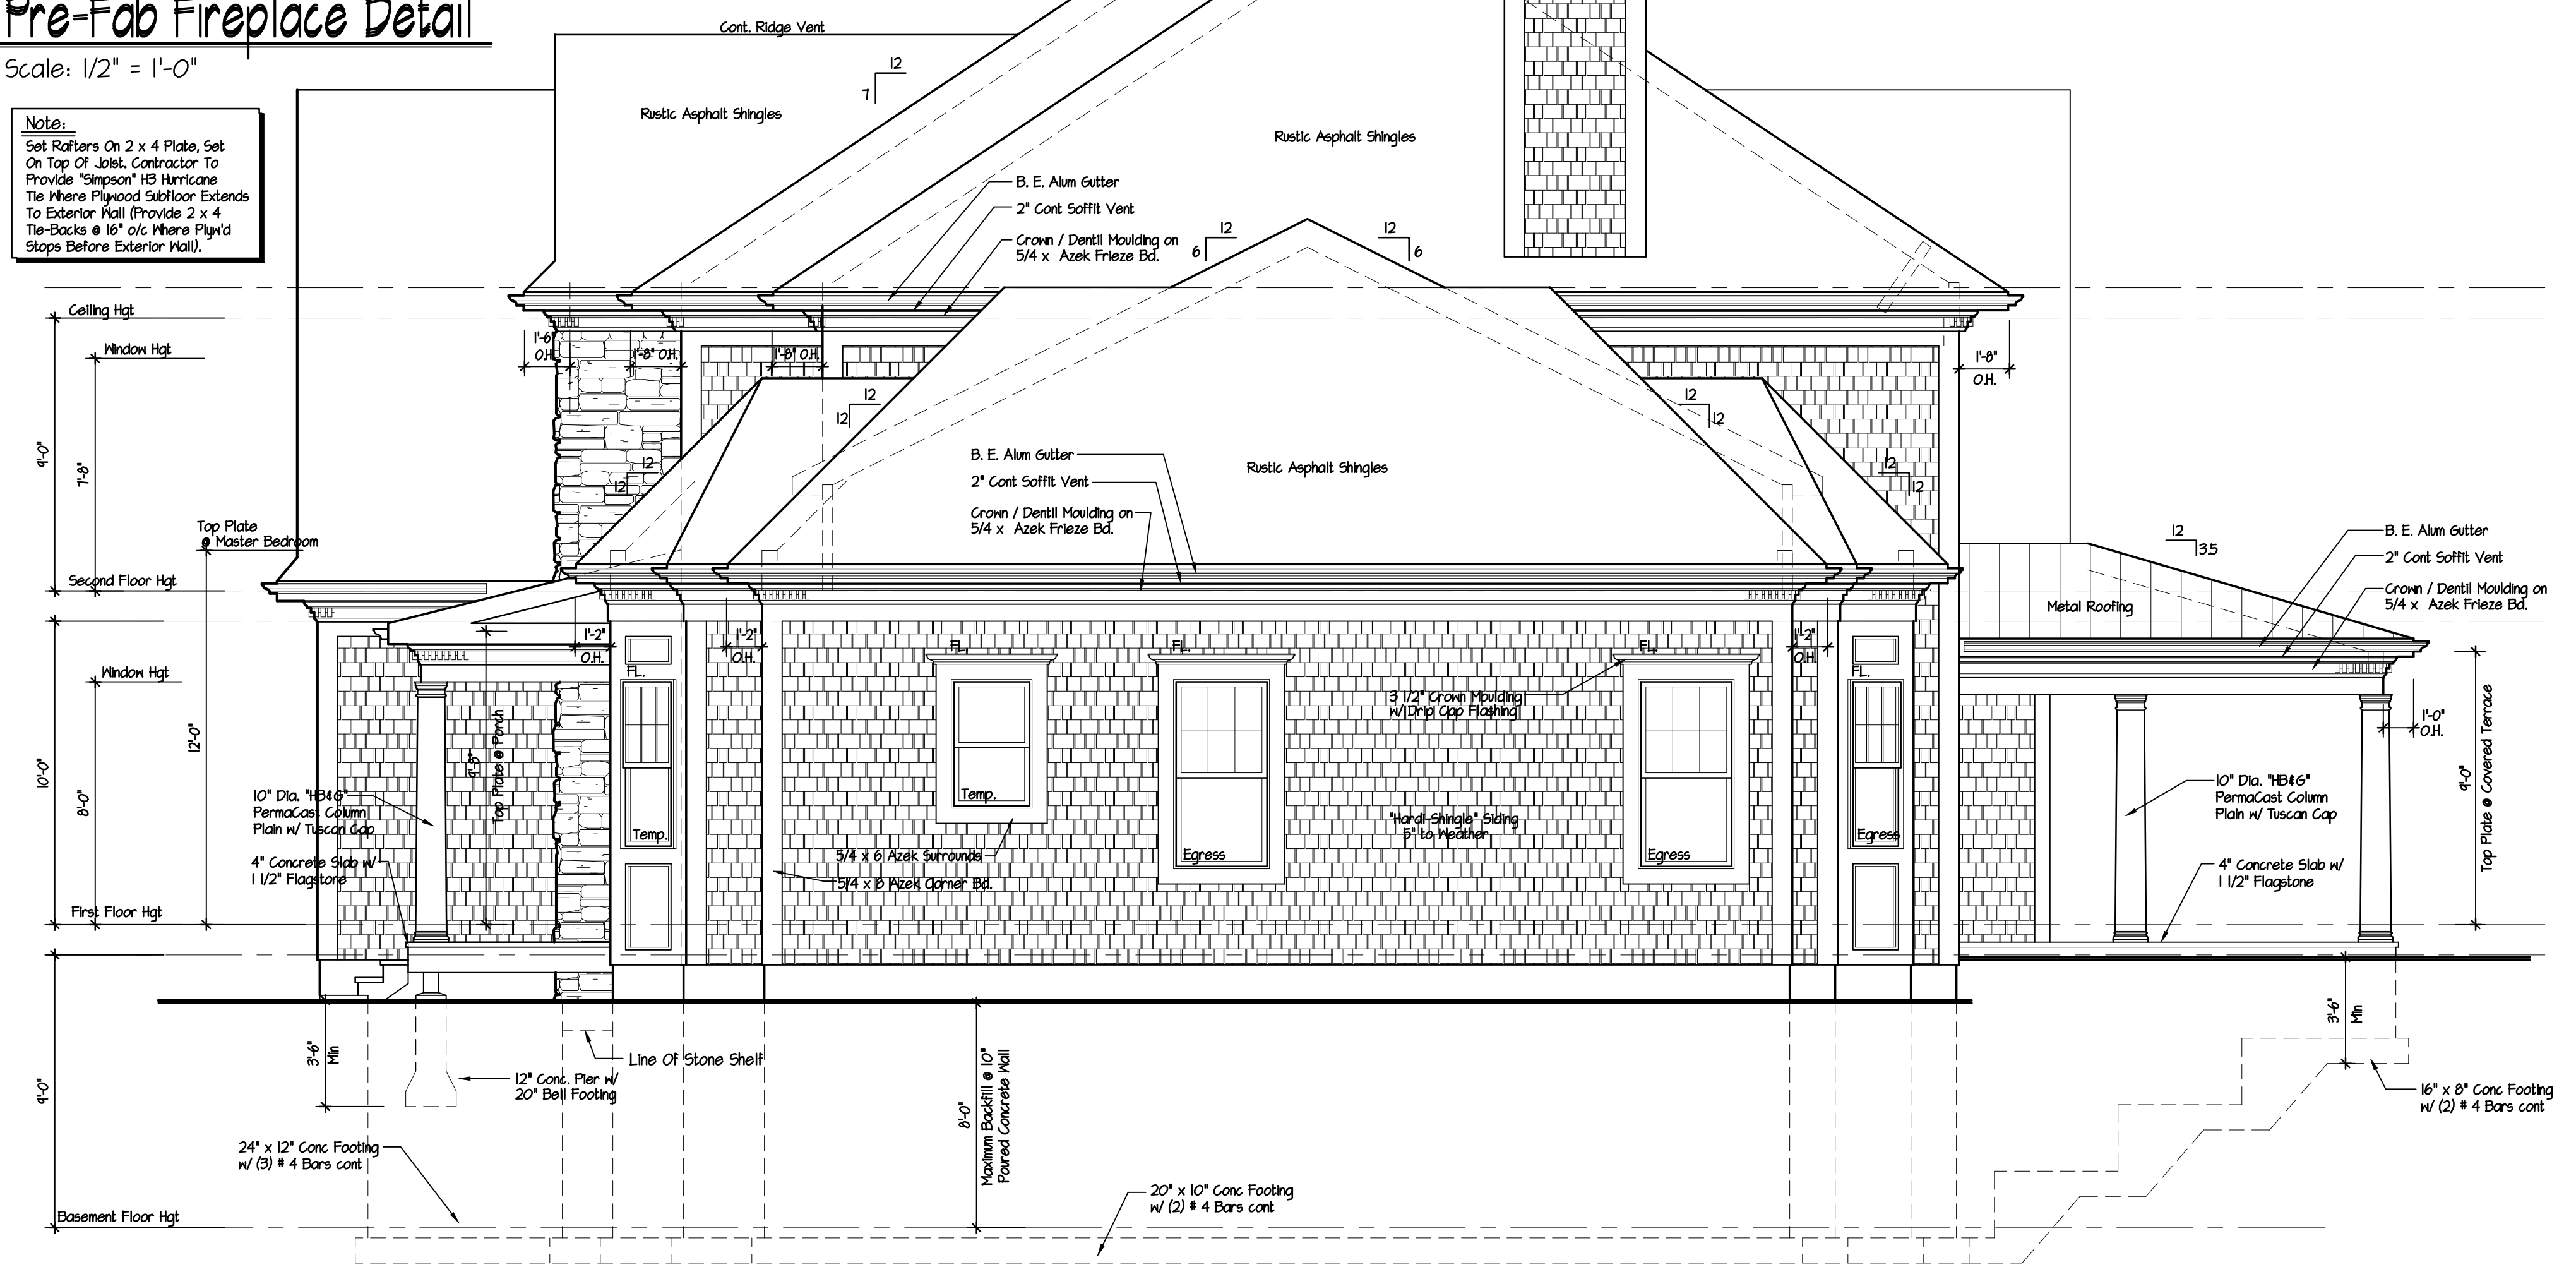 Pre-Fab Fireplace Detail
Scale: 1/2" = 1'-0"
Note:
Set Rafters On 2 x 4 Plate, Set
On Top Of Joist. Contractor To
Provide "Simpson" H3 Hurricane
Tie Where Plywood Subfloor Extends
To Exterior Wall (Provide 2 x 4
Tie-Backs @ 16" o/c Where Plyw'd
Stops Before Exterior Wall).
Cont. Ridge Vent
12
7
Rustic Asphalt Shingles
Rustic Asphalt Shingles
B. E. Alum Gutter
2" Cont Soffit Vent
Crown / Dentil Moulding on
5/4 x Azek Frieze Bd.
12
6
12
6
Ceiling Hgt
Window Hgt
1'-6"
O.H.
1'-8" O.H.
1'-8" O.H.
1'-8"
O.H.
12
12
12
12
12
12
12
12
9'-0"
7'-8"
B. E. Alum Gutter
2" Cont Soffit Vent
Crown / Dentil Moulding on
5/4 x Azek Frieze Bd.
Rustic Asphalt Shingles
Top Plate
@ Master Bedroom
Second Floor Hgt
12
3.5
B. E. Alum Gutter
2" Cont Soffit Vent
Crown / Dentil Moulding on
5/4 x Azek Frieze Bd.
Metal Roofing
1'-2"
O.H.
1'-2"
O.H.
1'-2"
O.H.
FL.
FL.
FL.
FL.
FL.
Window Hgt
3 1/2" Crown Moulding
w/ Drip Cap Flashing
1'-0"
O.H.
10'-0"
8'-0"
12'-0"
9'-8"
Top Plate @ Porch
9'-0"
Top Plate @ Covered Terrace
10" Dia. "HB&G"
PermaCast Column
Plain w/ Tuscan Cap
4" Concrete Slab w/
1 1/2" Flagstone
Temp.
Temp.
"Hardi-Shingle" Siding
5" to Weather
Egress
Egress
Egress
5/4 x 6 Azek Surrounds
5/4 x 8 Azek Corner Bd.
10" Dia. "HB&G"
PermaCast Column
Plain w/ Tuscan Cap
4" Concrete Slab w/
1 1/2" Flagstone
First Floor Hgt
3'-6"
Min
Line Of Stone Shelf
12" Conc. Pier w/
20" Bell Footing
9'-0"
8'-0"
Maximum Backfill @ 10"
Poured Concrete Wall
3'-6"
Min
16" x 8" Conc Footing
w/ (2) # 4 Bars cont
24" x 12" Conc Footing
w/ (3) # 4 Bars cont
20" x 10" Conc Footing
w/ (2) # 4 Bars cont
Basement Floor Hgt